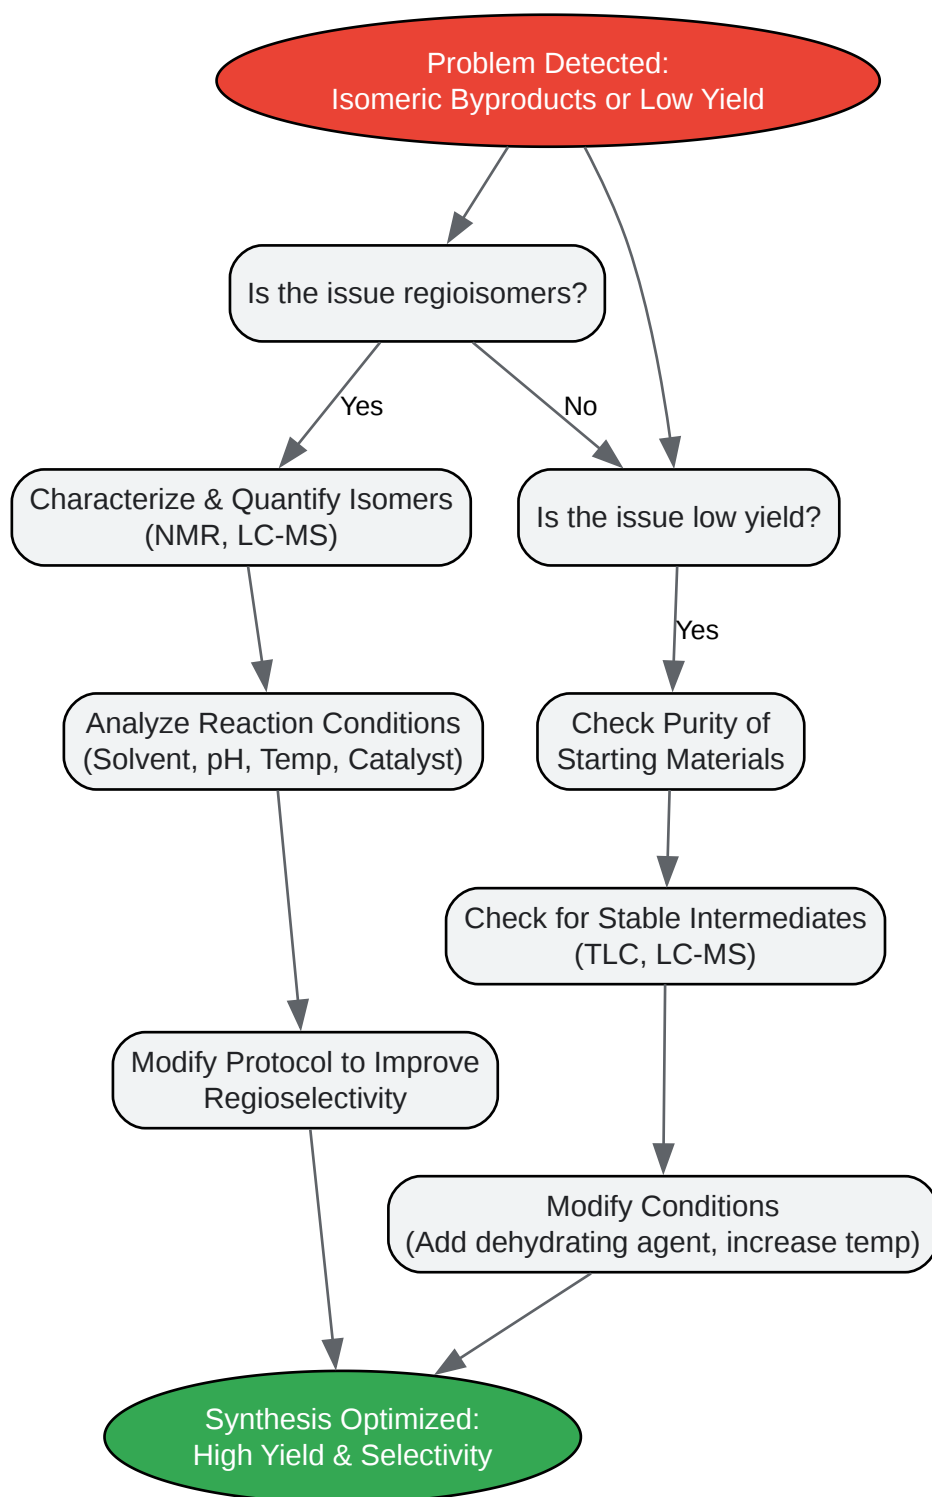 Problem Detected:
Isomeric Byproducts or Low Yield
Is the issue regioisomers?
Yes
No
Characterize & Quantify Isomers
(NMR, LC-MS)
Is the issue low yield?
Yes
Analyze Reaction Conditions
(Solvent, pH, Temp, Catalyst)
Check Purity of
Starting Materials
Check for Stable Intermediates
(TLC, LC-MS)
Modify Protocol to Improve
Regioselectivity
Modify Conditions
(Add dehydrating agent, increase temp)
Synthesis Optimized:
High Yield & Selectivity